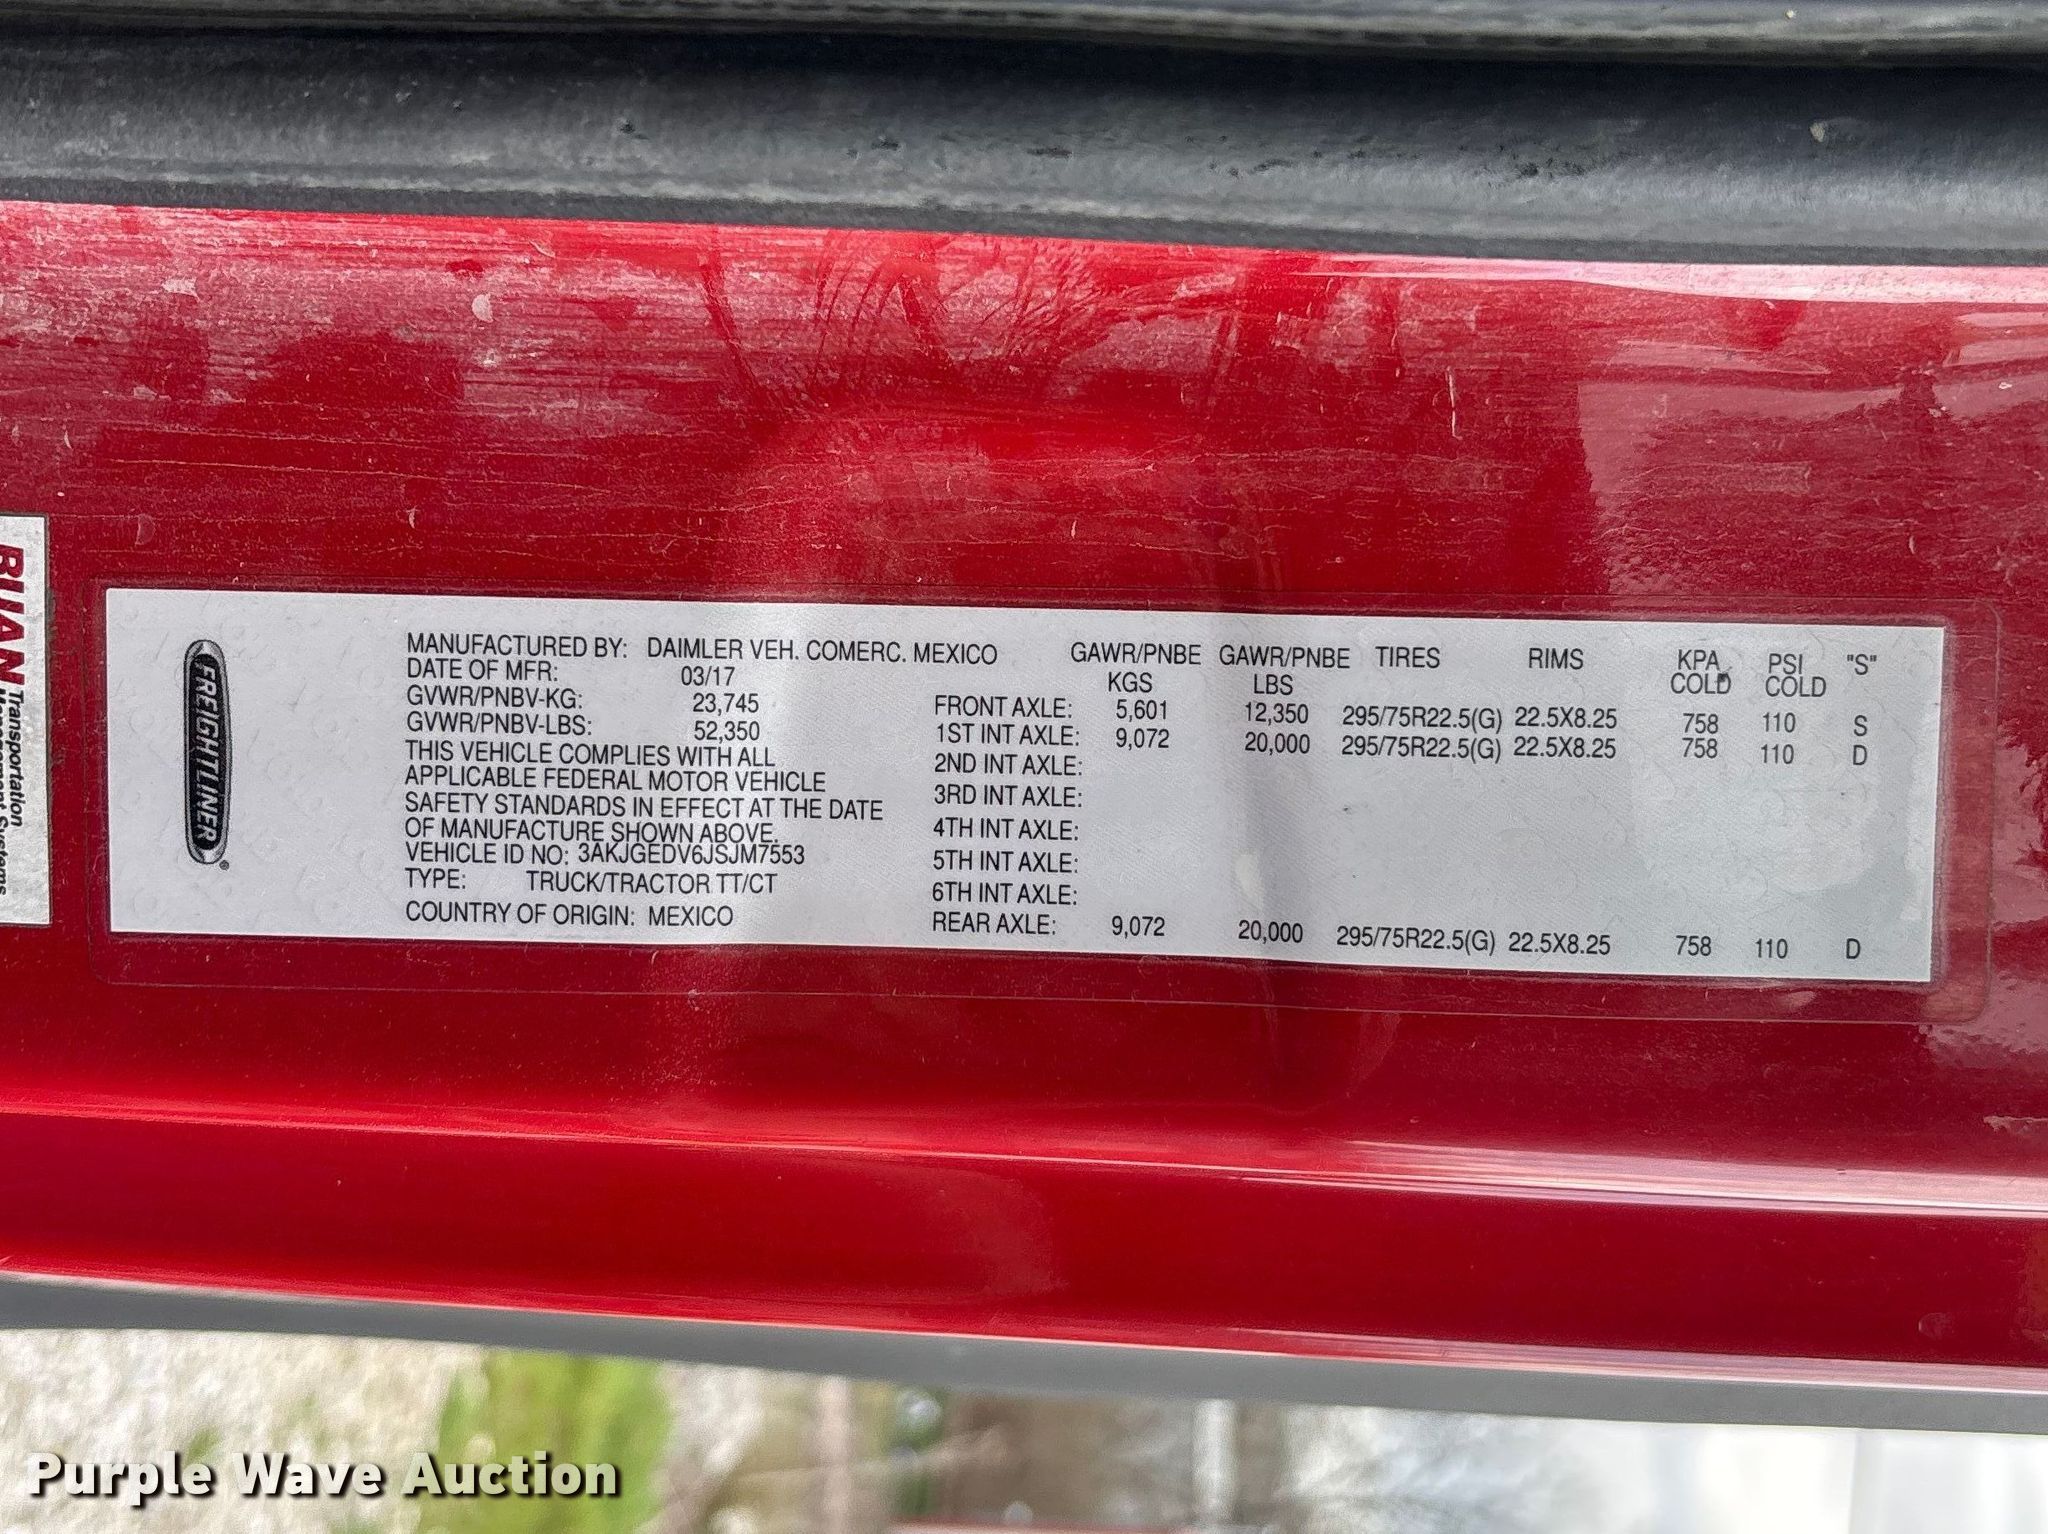 RUAN Transportation
Management Systems
FREIGHTLINER®
MANUFACTURED BY: DAIMLER VEH. COMERC. MEXICO
DATE OF MFR: 03/17
GVWR/PNBV-KG: 23,745
GVWR/PNBV-LBS: 52,350
THIS VEHICLE COMPLIES WITH ALL
APPLICABLE FEDERAL MOTOR VEHICLE
SAFETY STANDARDS IN EFFECT AT THE DATE
OF MANUFACTURE SHOWN ABOVE.
VEHICLE ID NO: 3AKJGEDV6JSJM7553
TYPE: TRUCK/TRACTOR TT/CT
COUNTRY OF ORIGIN: MEXICO
GAWR/PNBE GAWR/PNBE TIRES RIMS KPA PSI "S"
KGS LBS COLD COLD
FRONT AXLE: 5,601 12,350 295/75R22.5(G) 22.5X8.25 758 110 S
1ST INT AXLE: 9,072 20,000 295/75R22.5(G) 22.5X8.25 758 110 D
2ND INT AXLE:
3RD INT AXLE:
4TH INT AXLE:
5TH INT AXLE:
6TH INT AXLE:
REAR AXLE: 9,072 20,000 295/75R22.5(G) 22.5X8.25 758 110 D
Purple Wave Auction